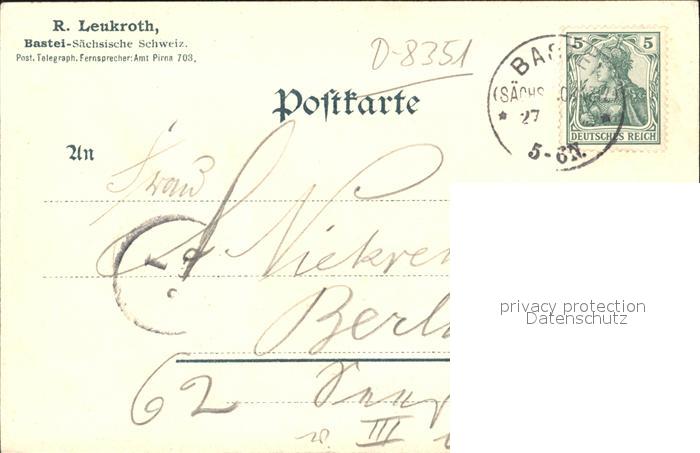 R. Leukroth,
Bastei-Sächsische Schweiz.
Post. Telegraph. Fernsprecher: Amt Pirna 703,
D-8351
Postkarte
An
BAS
(SÄCHS.
* 27 *
5-6N.
5 5
DEUTSCHES REICH
Frau
Berl
62
III
privacy protection
Datenschutz